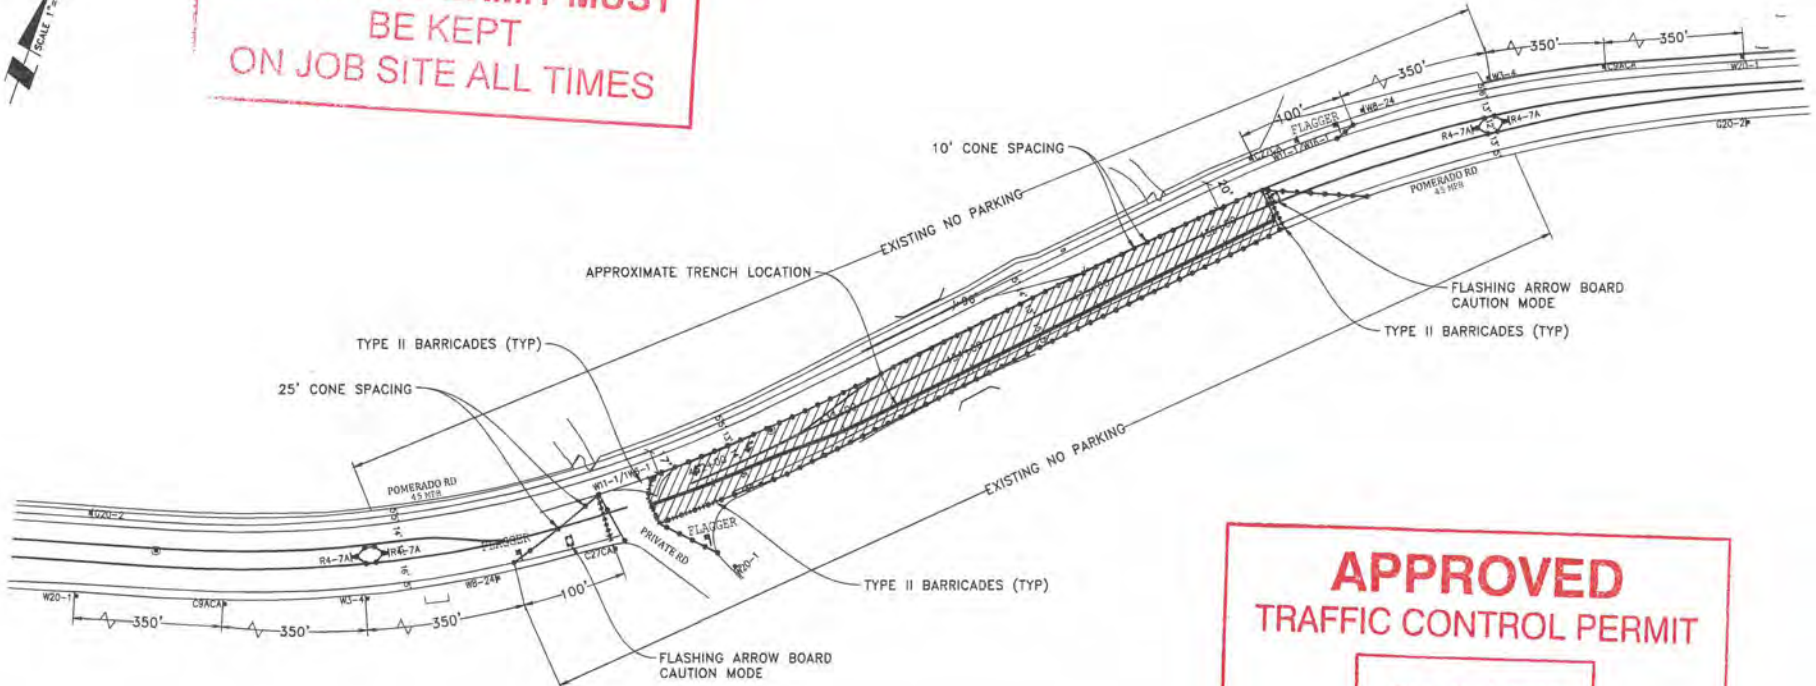 SCALE 1"=
BE KEPT
ON JOB SITE ALL TIMES
350'
350'
350'
100'
W3-4
C9ACA
W20-1
W8-24
FLAGGER
W11-1/W16-1
R4-7A
R4-7A
G20-2
10' CONE SPACING
20'
POMERADO RD
45 MPH
EXISTING NO PARKING
APPROXIMATE TRENCH LOCATION
FLASHING ARROW BOARD
CAUTION MODE
TYPE II BARRICADES (TYP)
TYPE II BARRICADES (TYP)
25' CONE SPACING
EXISTING NO PARKING
POMERADO RD
45 MPH
G20-2
R4-7A
R4-7A
FLAGGER
FLAGGER
PRIVATE RD
W20-1
C27CA
W8-24
W20-1
C9ACA
W3-4
350'
350'
350'
100'
TYPE II BARRICADES (TYP)
FLASHING ARROW BOARD
CAUTION MODE
APPROVED
TRAFFIC CONTROL PERMIT